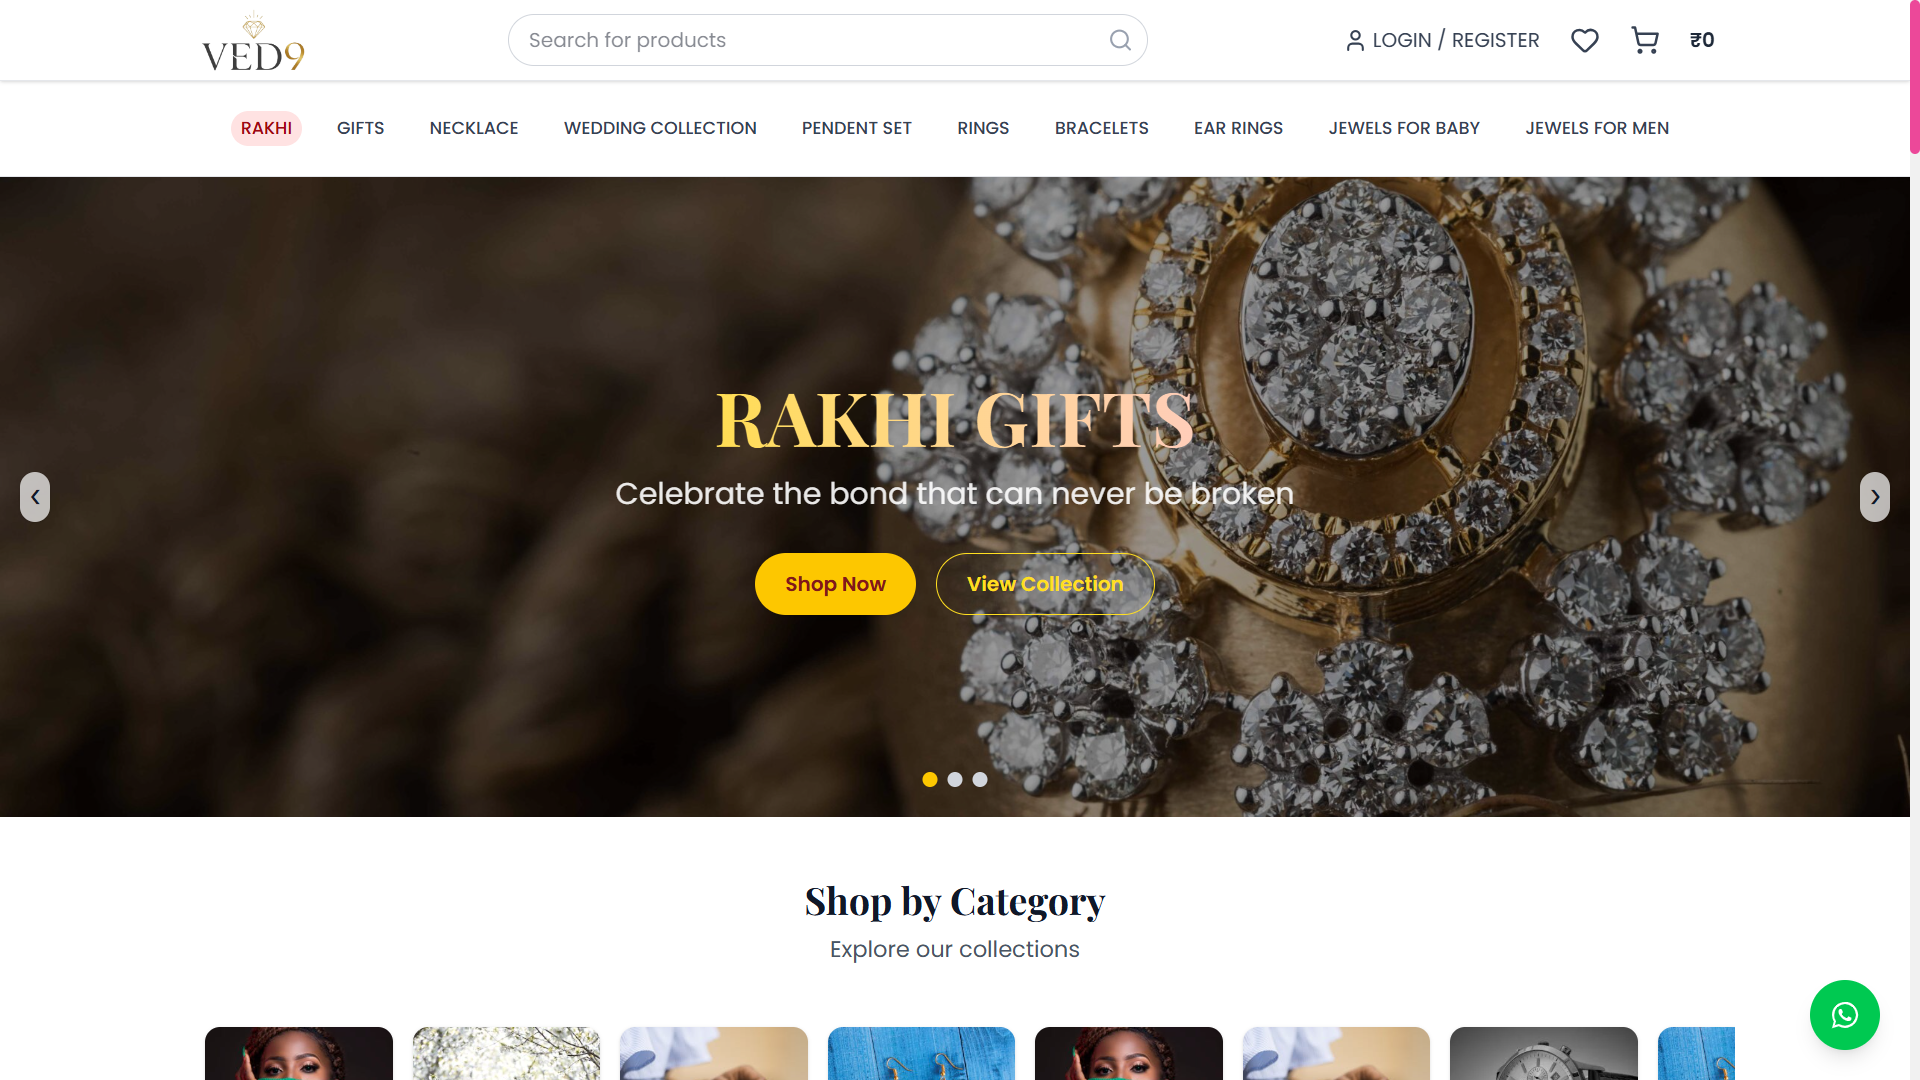 VED9
Search for products
LOGIN / REGISTER
₹0
RAKHI
GIFTS
NECKLACE
WEDDING COLLECTION
PENDENT SET
RINGS
BRACELETS
EAR RINGS
JEWELS FOR BABY
JEWELS FOR MEN
RAKHI GIFTS
Celebrate the bond that can never be broken
Shop Now
View Collection
Shop by Category
Explore our collections